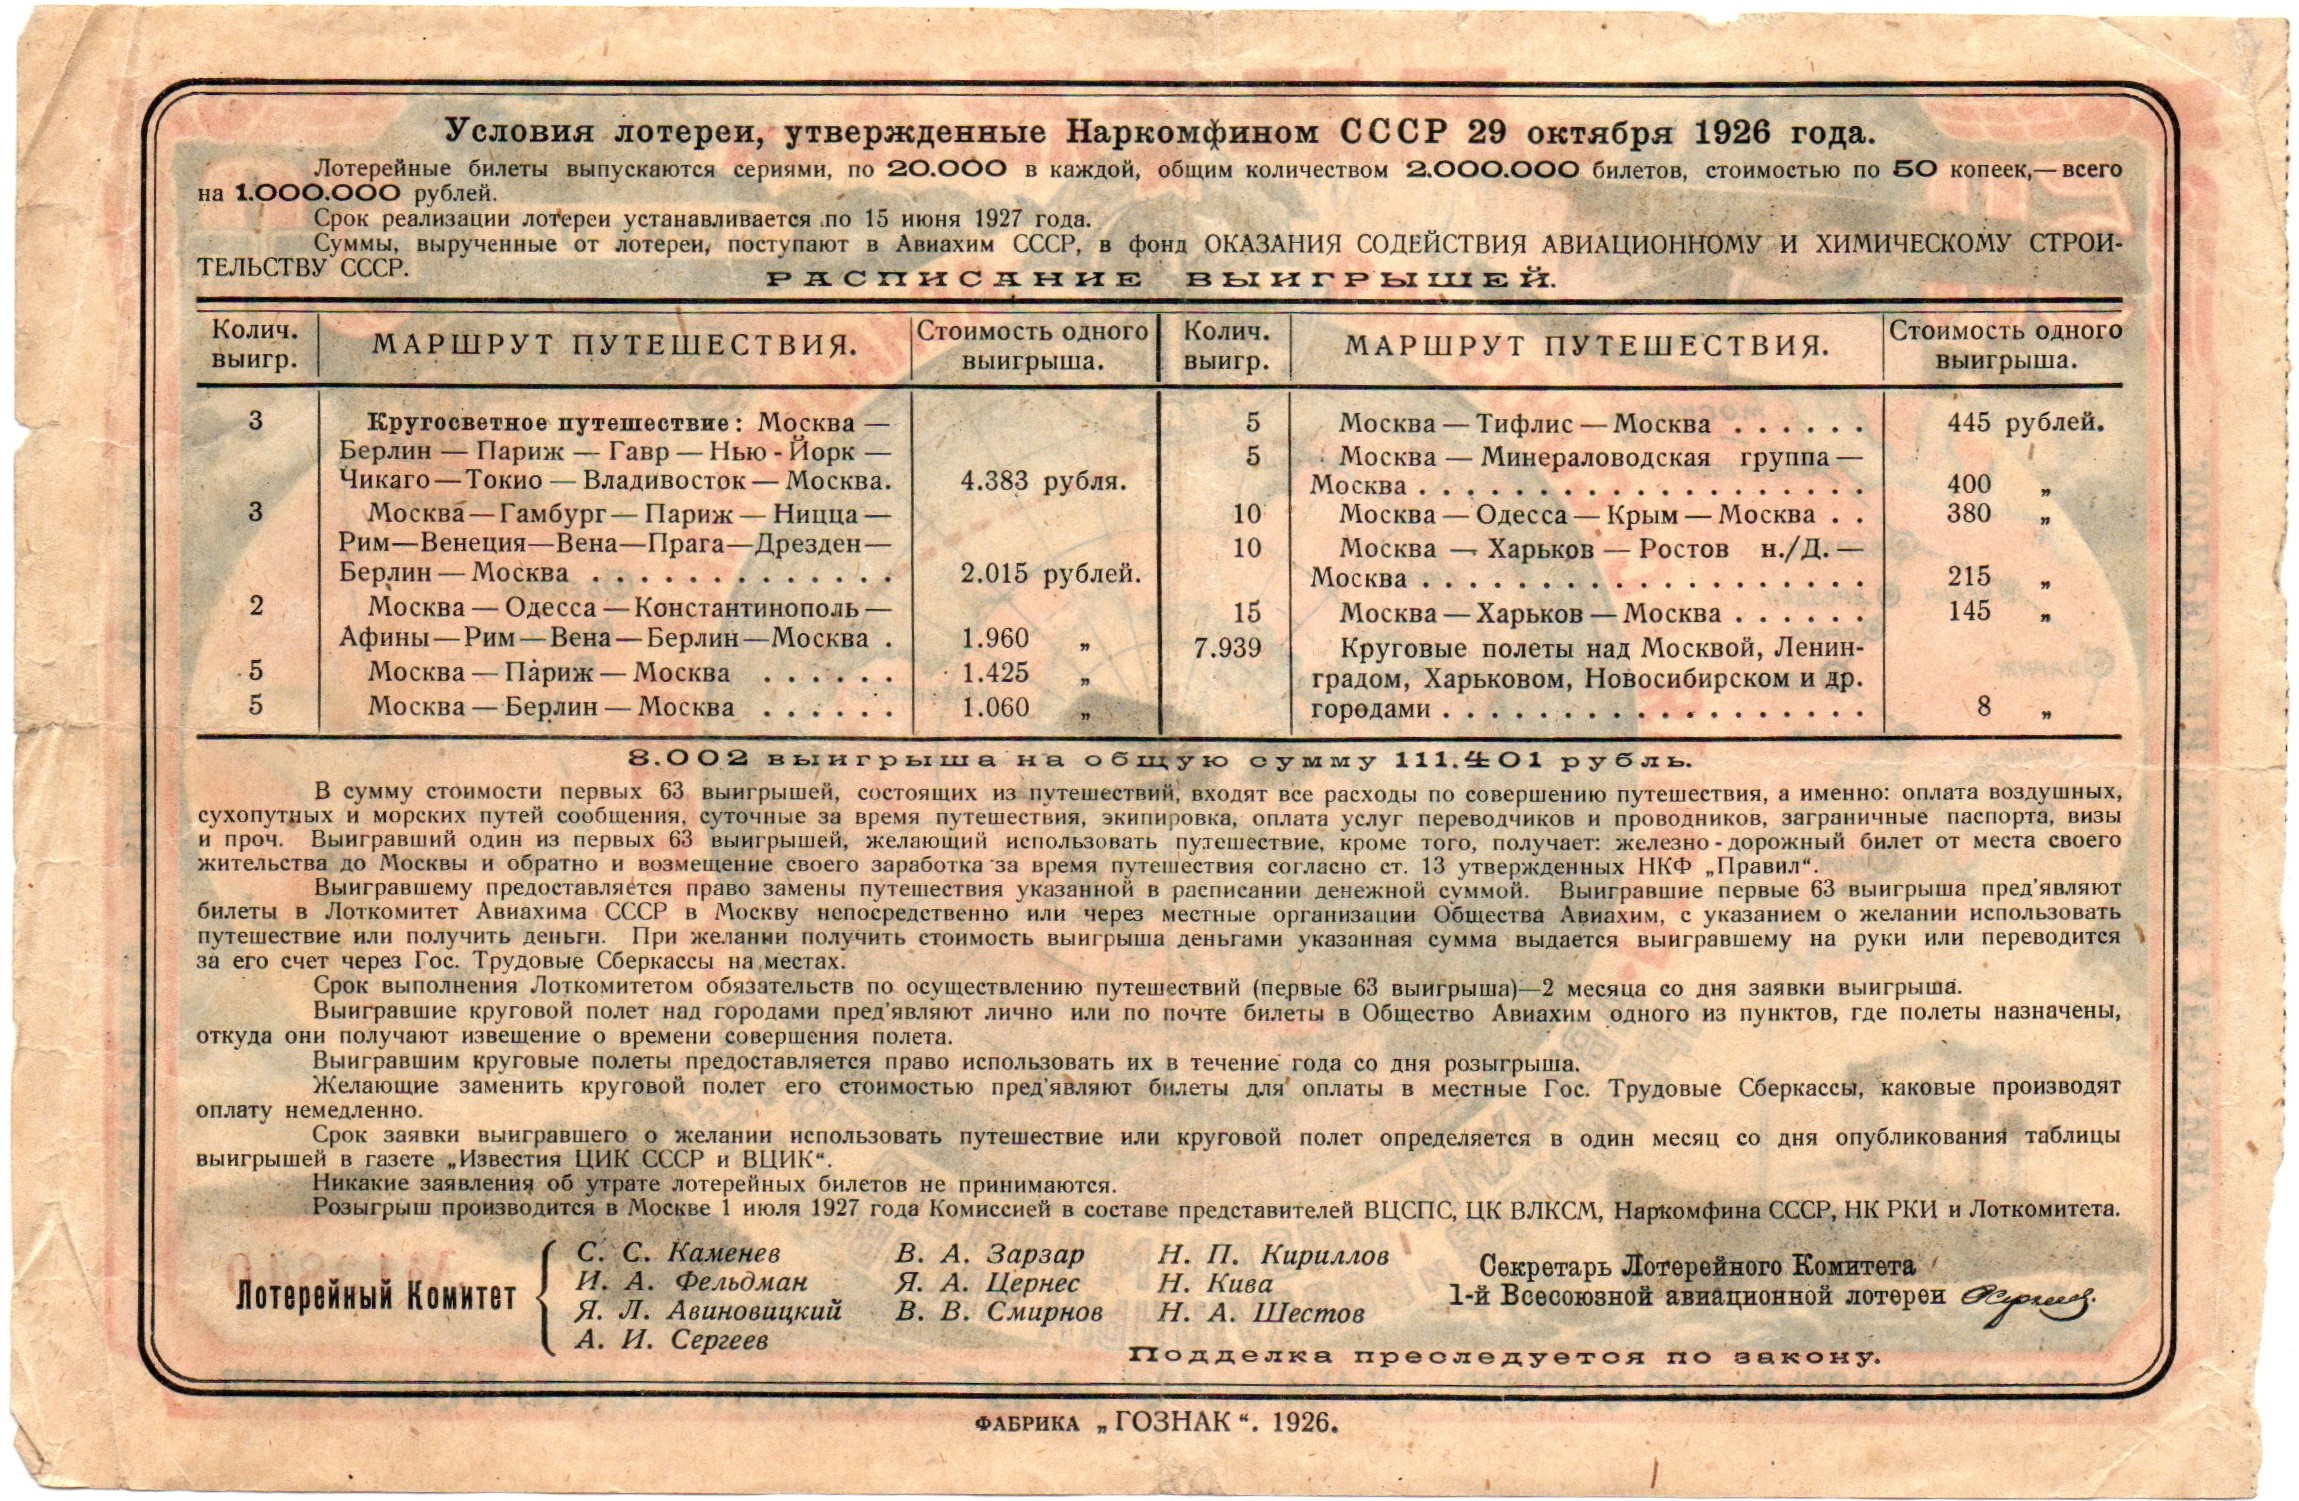 Условия лотереи, утвержденные Наркомфином СССР 29 октября 1926 года.
Лотерейные билеты выпускаются сериями, по 20.000 в каждой, общим количеством 2.000.000 билетов, стоимостью по 50 копеек,—всего
на 1.000.000 рублей.
Срок реализации лотереи устанавливается по 15 июня 1927 года.
Суммы, вырученные от лотереи, поступают в Авиахим СССР, в фонд ОКАЗАНИЯ СОДЕЙСТВИЯ АВИАЦИОННОМУ И ХИМИЧЕСКОМУ СТРОИ-
ТЕЛЬСТВУ СССР.
РАСПИСАНИЕ ВЫИГРЫШЕЙ.
Колич. выигр. МАРШРУТ ПУТЕШЕСТВИЯ. Стоимость одного выигрыша.
3 Кругосветное путешествие: Москва —
Берлин — Париж — Гавр — Нью-Йорк —
Чикаго — Токио — Владивосток — Москва. 4.383 рубля.
3 Москва — Гамбург — Париж — Ницца —
Рим—Венеция—Вена—Прага—Дрезден—
Берлин — Москва . . . . . . . . . . . . . 2.015 рублей.
2 Москва — Одесса — Константинополь —
Афины—Рим—Вена—Берлин—Москва . 1.960 „
5 Москва — Париж — Москва . . . . . . 1.425 „
5 Москва — Берлин — Москва . . . . . . 1.060 „
Колич. выигр. МАРШРУТ ПУТЕШЕСТВИЯ. Стоимость одного выигрыша.
5 Москва — Тифлис — Москва . . . . . . 445 рублей.
5 Москва — Минераловодская группа —
Москва . . . . . . . . . . . . . . . . . 400 „
10 Москва — Одесса — Крым — Москва . . 380 „
10 Москва — Харьков — Ростов н./Д. —
Москва . . . . . . . . . . . . . . . . . 215 „
15 Москва — Харьков — Москва . . . . . . 145 „
7.939 Круговые полеты над Москвой, Ленин-
градом, Харьковом, Новосибирском и др.
городами . . . . . . . . . . . . . . . . 8 „
8.002 выигрыша на общую сумму 111.401 рубль.
В сумму стоимости первых 63 выигрышей, состоящих из путешествий, входят все расходы по совершению путешествия, а именно: оплата воздушных,
сухопутных и морских путей сообщения, суточные за время путешествия, экипировка, оплата услуг переводчиков и проводников, заграничные паспорта, визы
и проч. Выигравший один из первых 63 выигрышей, желающий использовать путешествие, кроме того, получает: железно-дорожный билет от места своего
жительства до Москвы и обратно и возмещение своего заработка за время путешествия согласно ст. 13 утвержденных НКФ „Правил“.
Выигравшему предоставляется право замены путешествия указанной в расписании денежной суммой. Выигравшие первые 63 выигрыша пред'являют
билеты в Лоткомитет Авиахима СССР в Москву непосредственно или через местные организации Общества Авиахим, с указанием о желании использовать
путешествие или получить деньги. При желании получить стоимость выигрыша деньгами указанная сумма выдается выигравшему на руки или переводится
за его счет через Гос. Трудовые Сберкассы на местах.
Срок выполнения Лоткомитетом обязательств по осуществлению путешествий (первые 63 выигрыша)—2 месяца со дня заявки выигрыша.
Выигравшие круговой полет над городами пред'являют лично или по почте билеты в Общество Авиахим одного из пунктов, где полеты назначены,
откуда они получают извещение о времени совершения полета.
Выигравшим круговые полеты предоставляется право использовать их в течение года со дня розыгрыша.
Желающие заменить круговой полет его стоимостью пред'являют билеты для оплаты в местные Гос. Трудовые Сберкассы, каковые производят
оплату немедленно.
Срок заявки выигравшего о желании использовать путешествие или круговой полет определяется в один месяц со дня опубликования таблицы
выигрышей в газете „Известия ЦИК СССР и ВЦИК“.
Никакие заявления об утрате лотерейных билетов не принимаются.
Розыгрыш производится в Москве 1 июля 1927 года Комиссией в составе представителей ВЦСПС, ЦК ВЛКСМ, Наркомфина СССР, НК РКИ и Лоткомитета.
Лотерейный Комитет
С. С. Каменев
И. А. Фельдман
Я. Л. Авиновицкий
А. И. Сергеев
В. А. Зарзар
Я. А. Цернес
В. В. Смирнов
Н. П. Кириллов
Н. Кива
Н. А. Шестов
Секретарь Лотерейного Комитета
1-й Всесоюзной авиационной лотереи
Подделка преследуется по закону.
ФАБРИКА „ГОЗНАК“. 1926.